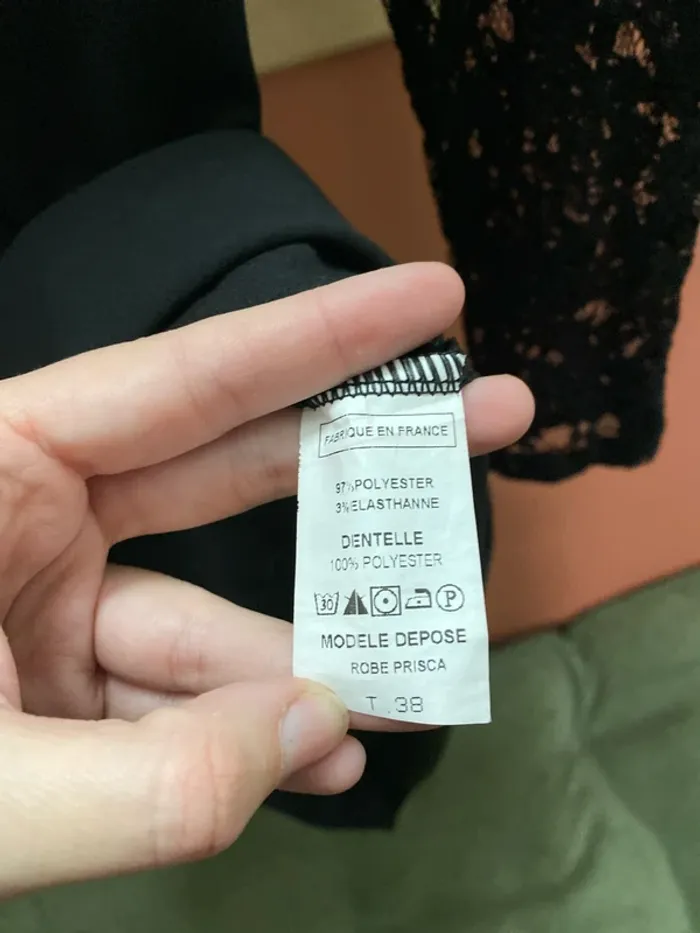 FABRIQUE EN FRANCE
97% POLYESTER
3% ELASTHANNE
DENTELLE
100% POLYESTER
30 P
MODELE DEPOSE
ROBE PRISCA
T.38